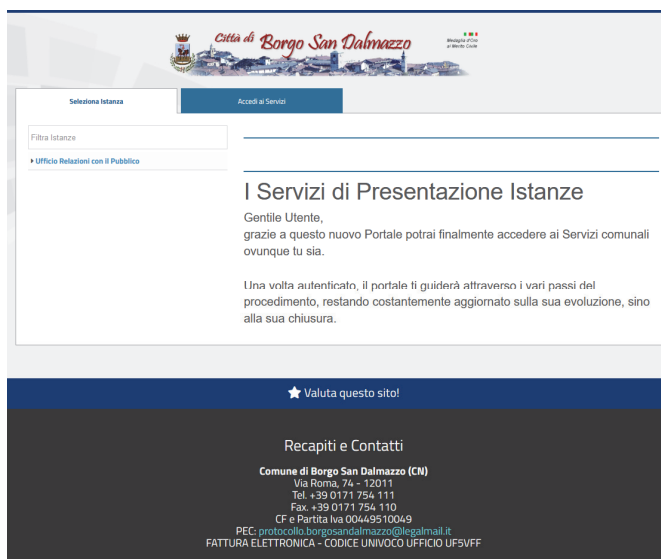 Città di Borgo San Dalmazzo
Medaglia d'Oro
al Merito Civile
Seleziona Istanza
Accedi ai Servizi
Filtra Istanze
Ufficio Relazioni con il Pubblico
I Servizi di Presentazione Istanze
Gentile Utente,
grazie a questo nuovo Portale potrai finalmente accedere ai Servizi comunali
ovunque tu sia.
Una volta autenticato, il portale ti guiderà attraverso i vari passi del
procedimento, restando costantemente aggiornato sulla sua evoluzione, sino
alla sua chiusura.
Valuta questo sito!
Recapiti e Contatti
Comune di Borgo San Dalmazzo (CN)
Via Roma, 74 - 12011
Tel. +39 0171 754 111
Fax. +39 0171 754 110
CF e Partita Iva 00449510049
PEC: protocollo.borgosandalmazzo@legalmail.it
FATTURA ELETTRONICA - CODICE UNIVOCO UFFICIO UF5VFF